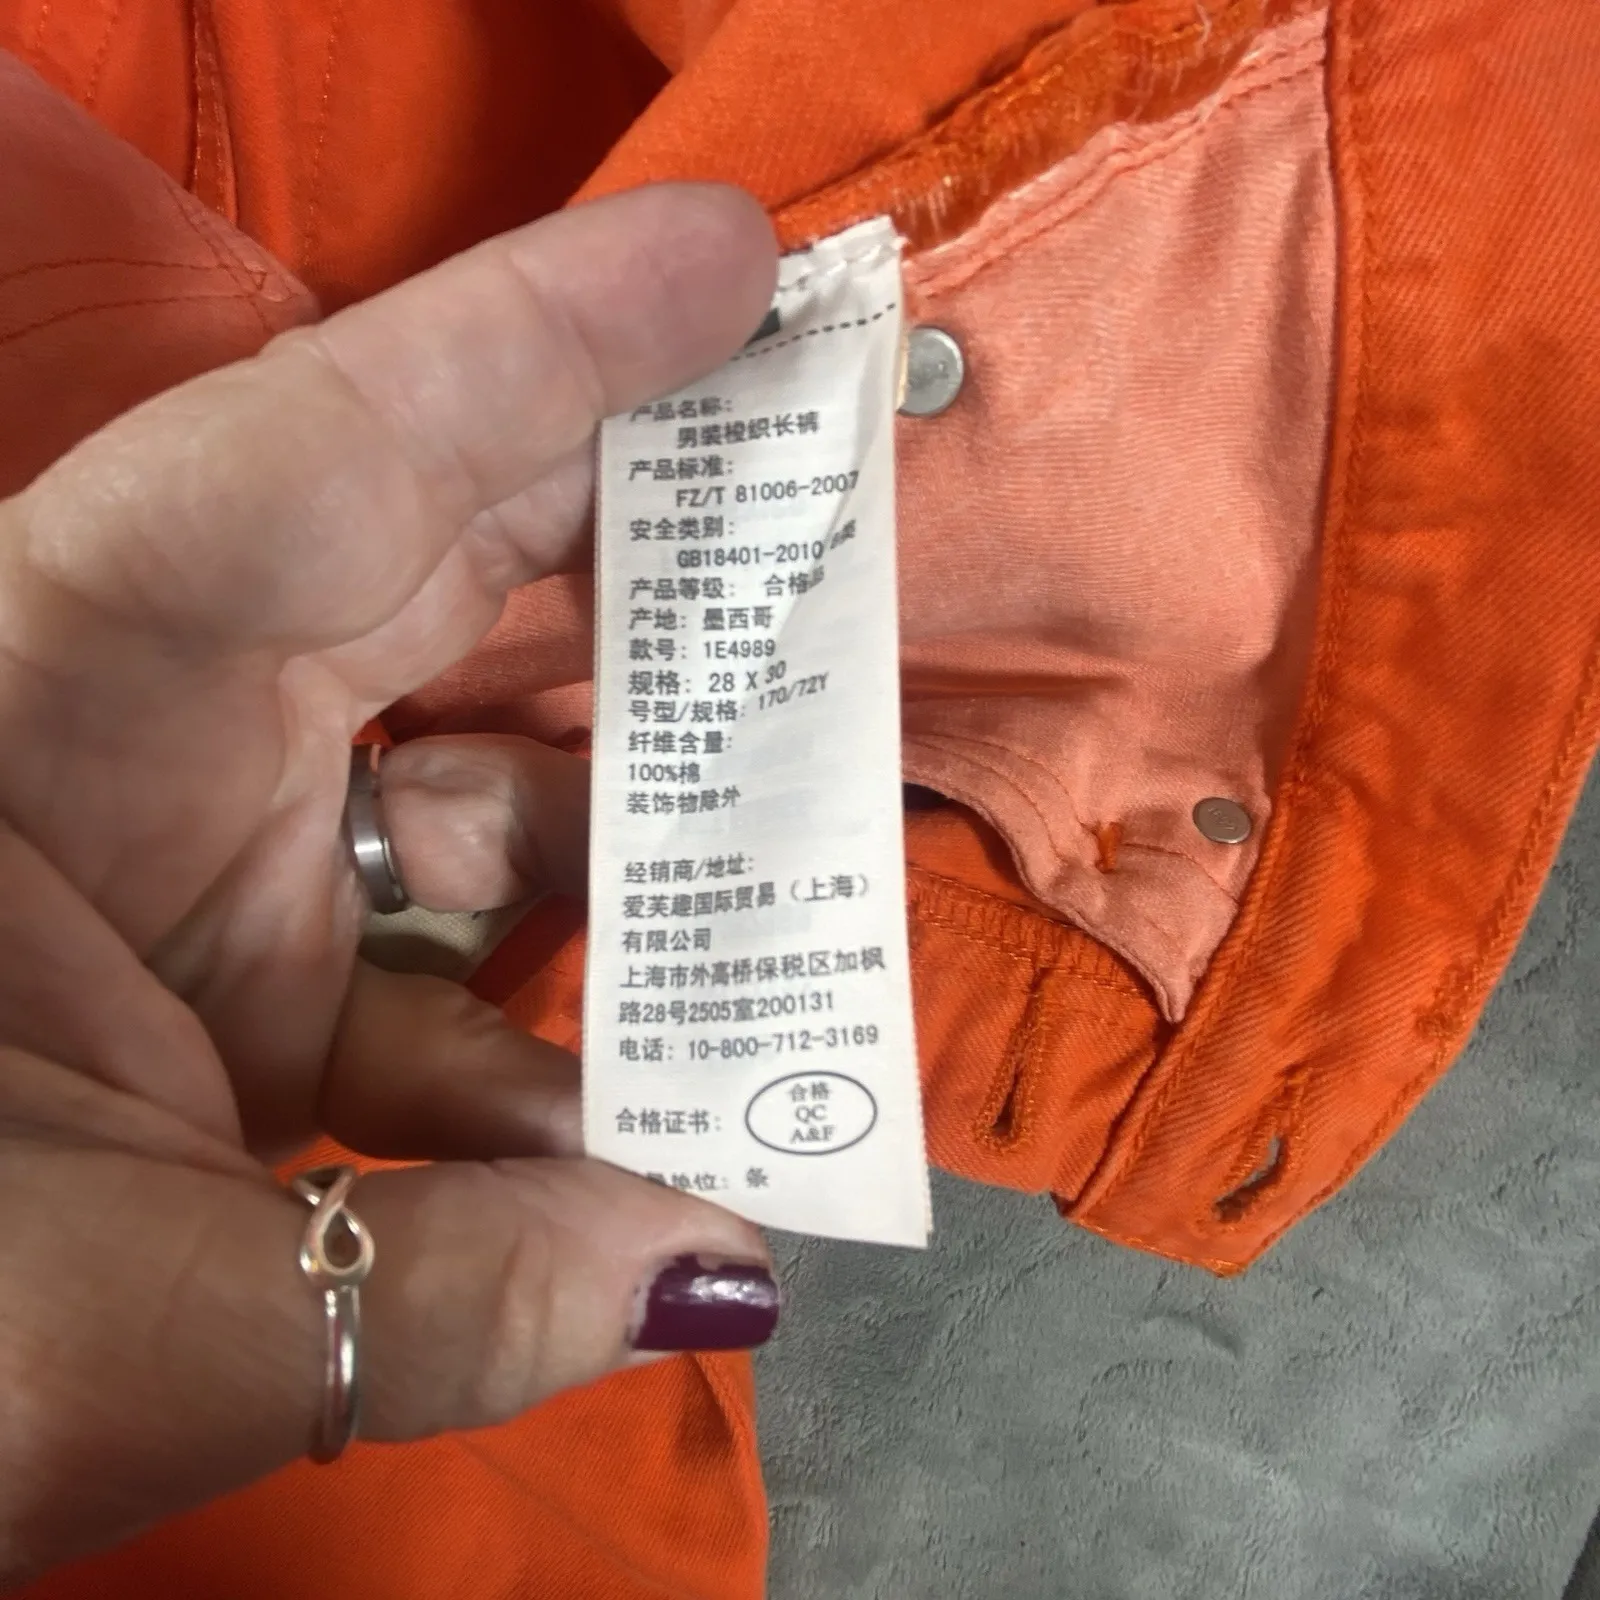 产品名称:
男装梭织长裤
产品标准:
FZ/T 81006-2007
安全类别:
GB18401-2010 B类
产品等级: 合格品
产地: 墨西哥
款号: 1E4989
规格: 28 X 30
号型/规格: 170/72Y
纤维含量:
100%棉
装饰物除外
经销商/地址:
爱芙趣国际贸易（上海）
有限公司
上海市外高桥保税区加枫
路28号2505室200131
电话: 10-800-712-3169
合格证书:
合格
QC
A&F
单位: 条